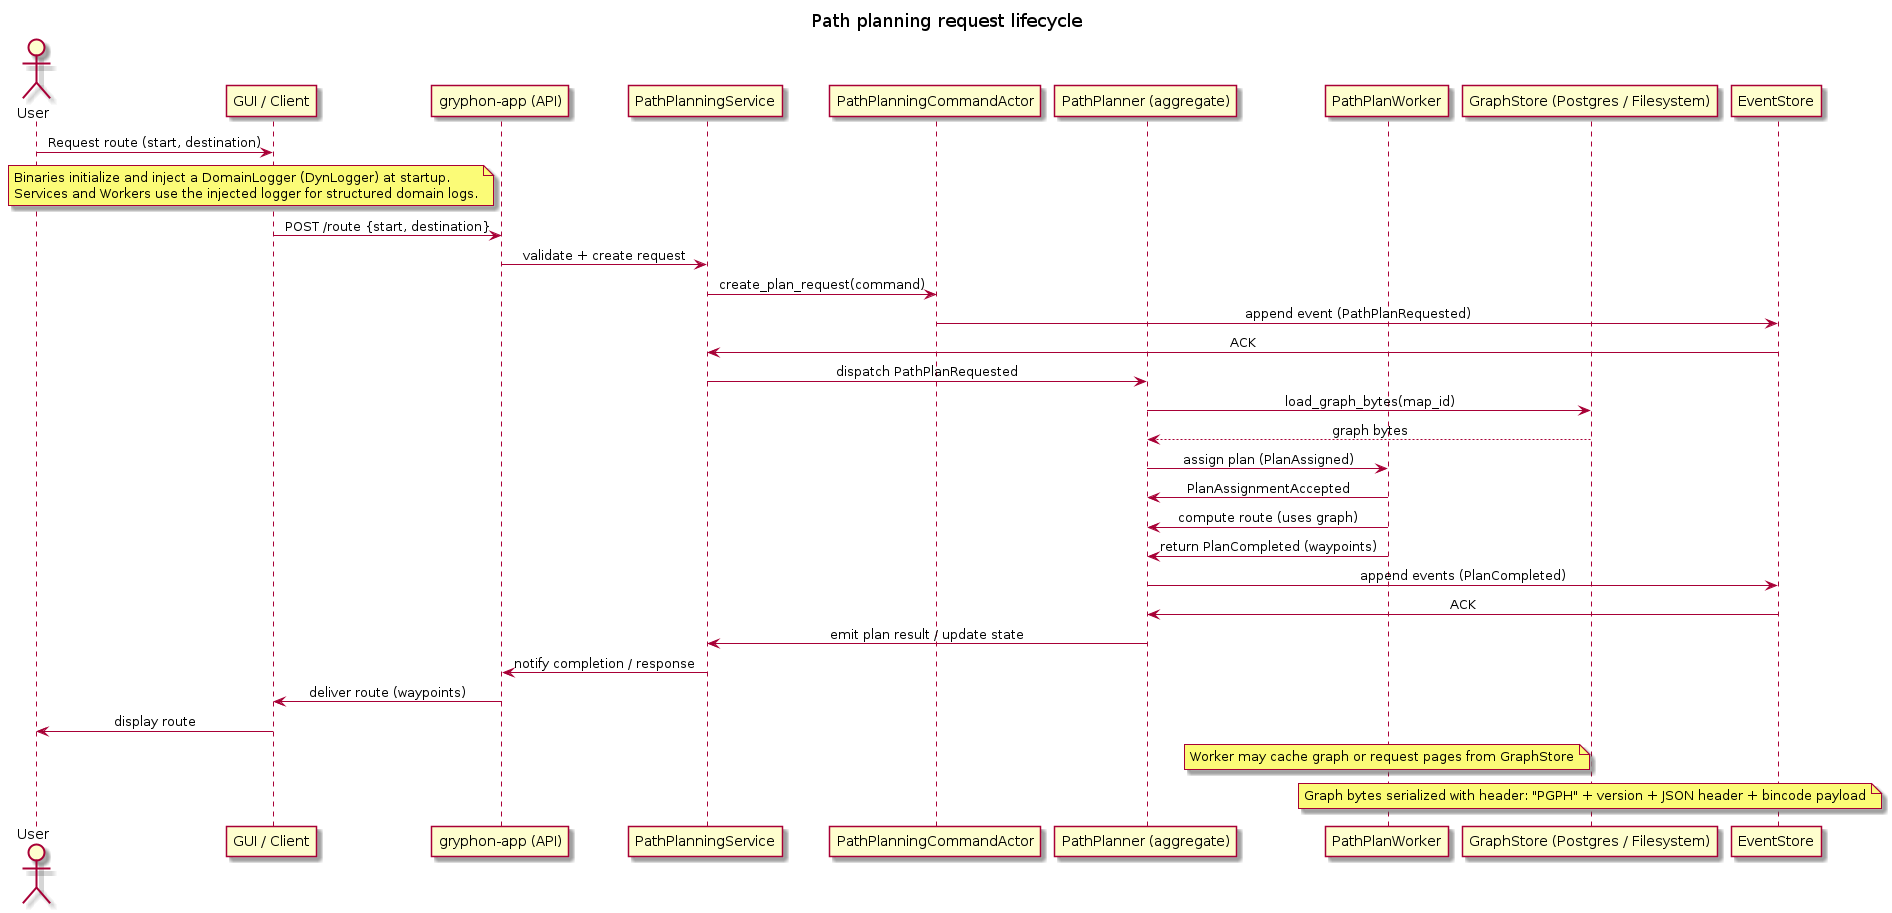 Path planning request lifecycle
User
GUI / Client
gryphon-app (API)
PathPlanningService
PathPlanningCommandActor
PathPlanner (aggregate)
PathPlanWorker
GraphStore (Postgres / Filesystem)
EventStore
Request route (start, destination)
Binaries initialize and inject a DomainLogger (DynLogger) at startup.
Services and Workers use the injected logger for structured domain logs.
POST /route {start, destination}
validate + create request
create_plan_request(command)
append event (PathPlanRequested)
ACK
dispatch PathPlanRequested
load_graph_bytes(map_id)
graph bytes
assign plan (PlanAssigned)
PlanAssignmentAccepted
compute route (uses graph)
return PlanCompleted (waypoints)
append events (PlanCompleted)
ACK
emit plan result / update state
notify completion / response
deliver route (waypoints)
display route
Worker may cache graph or request pages from GraphStore
Graph bytes serialized with header: "PGPH" + version + JSON header + bincode payload
User
GUI / Client
gryphon-app (API)
PathPlanningService
PathPlanningCommandActor
PathPlanner (aggregate)
PathPlanWorker
GraphStore (Postgres / Filesystem)
EventStore